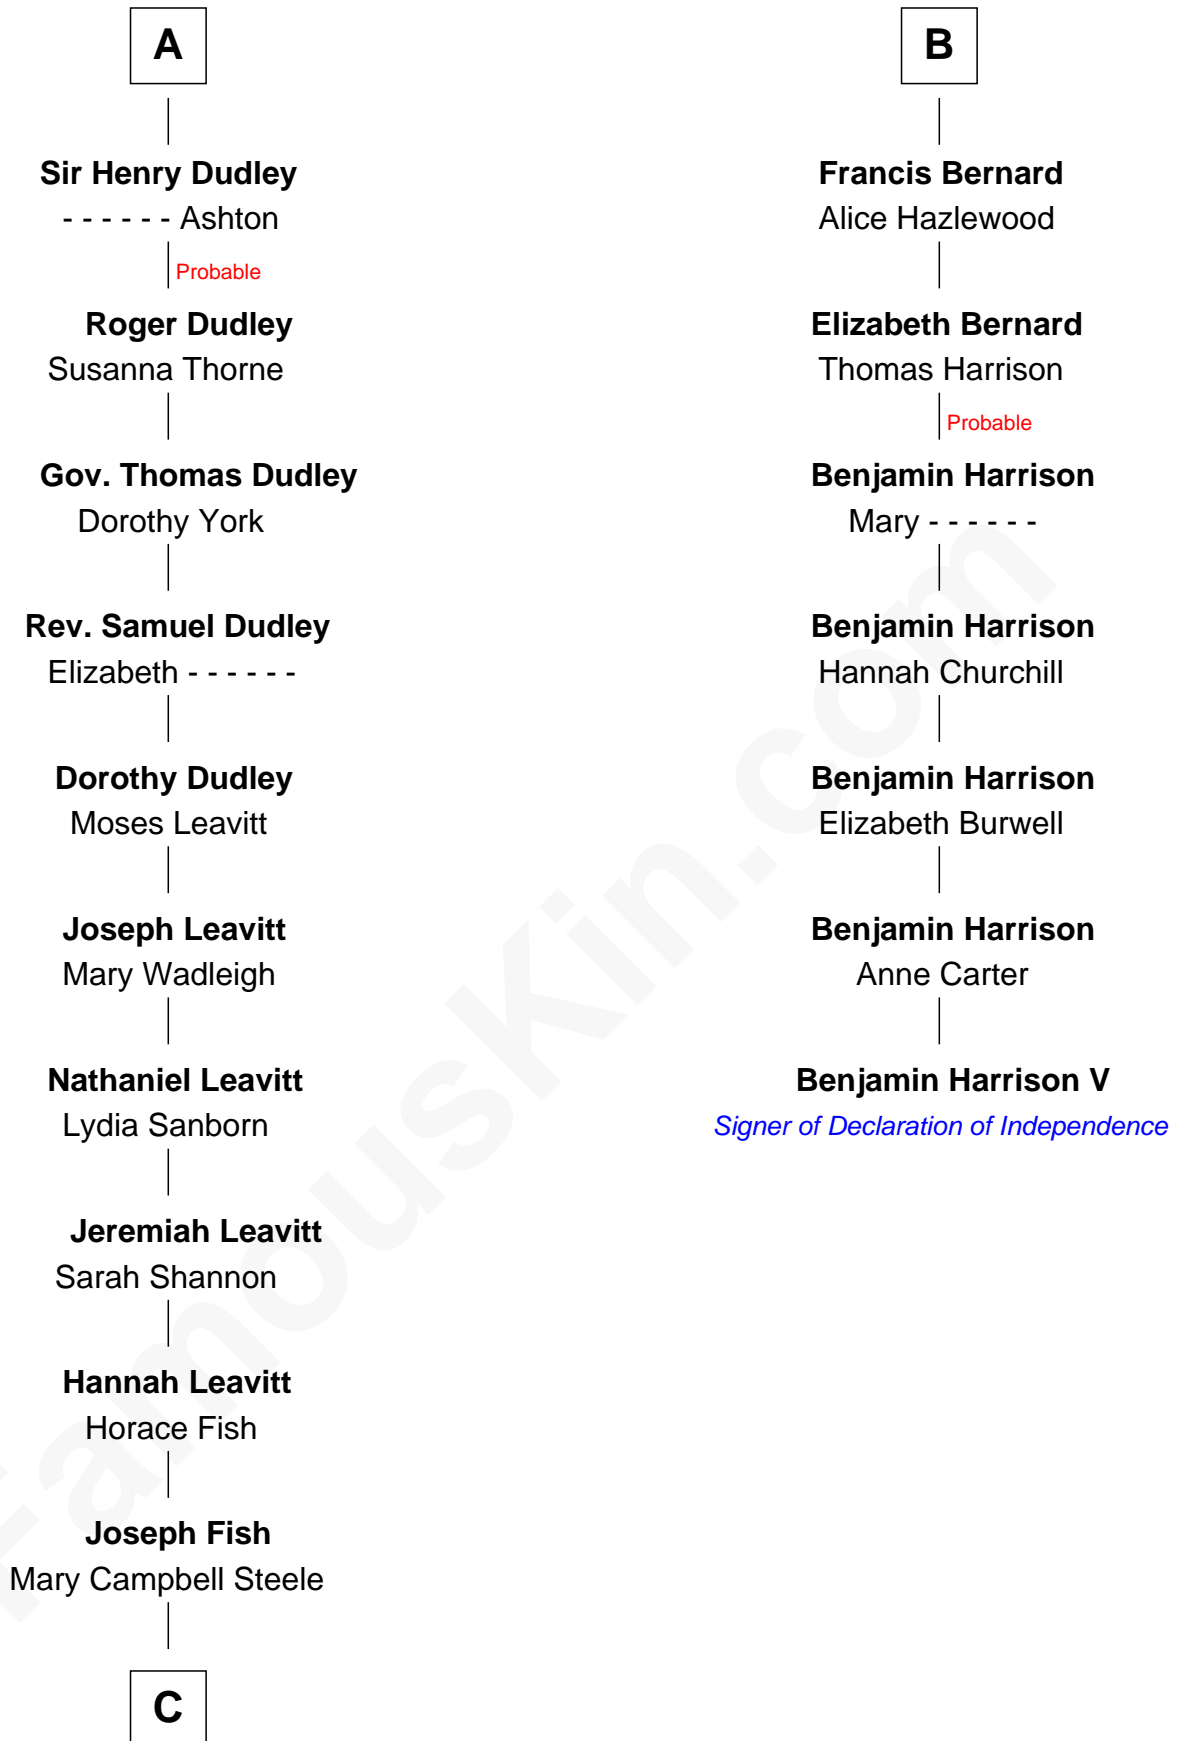 A
Sir Henry Dudley
- - - - - - Ashton
Probable
Roger Dudley
Susanna Thorne
Gov. Thomas Dudley
Dorothy York
Rev. Samuel Dudley
Elizabeth - - - - - -
Dorothy Dudley
Moses Leavitt
Joseph Leavitt
Mary Wadleigh
Nathaniel Leavitt
Lydia Sanborn
Jeremiah Leavitt
Sarah Shannon
Hannah Leavitt
Horace Fish
Joseph Fish
Mary Campbell Steele
C
B
Francis Bernard
Alice Hazlewood
Elizabeth Bernard
Thomas Harrison
Probable
Benjamin Harrison
Mary - - - - - -
Benjamin Harrison
Hannah Churchill
Benjamin Harrison
Elizabeth Burwell
Benjamin Harrison
Anne Carter
Benjamin Harrison V
Signer of Declaration of Independence
FamousKin.com